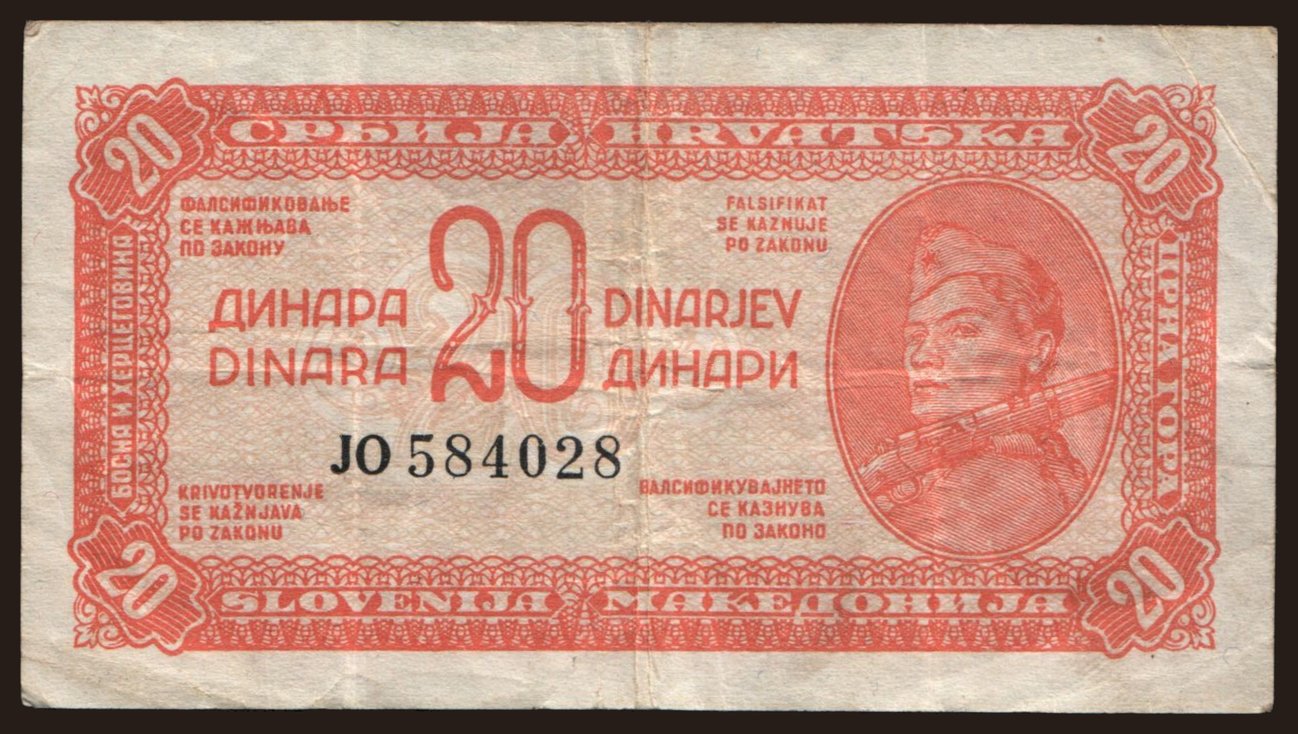 20
СРБИЈА HRVATSKA
20
ФАЛСИФИКОВАЊЕ
СЕ КАЖЊАВА
ПО ЗАКОНУ
FALSIFIKAT
SE KAZNUJE
PO ZAKONU
БОСНА И ХЕРЦЕГОВИНА
20
ДИНАРА
DINARA
DINARJEV
ДИНАРИ
ЦРНА ГОРА
JO 584028
KRIVOTVORENJE
SE KAŽNJAVA
PO ZAKONU
ФАЛСИФИКУВАЈНЕТО
СЕ КАЗНУВА
ПО ЗАКОНО
20
SLOVENIJA МАКЕДОНИЈА
20